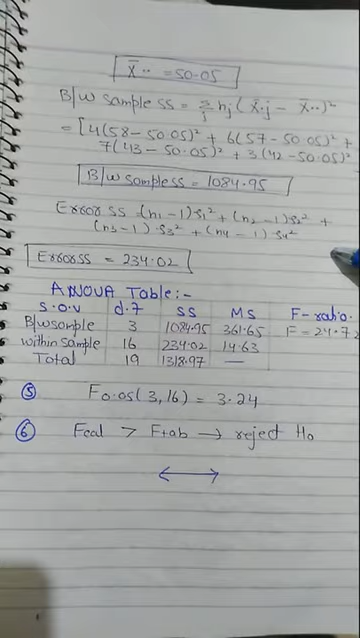 X̄.. = 50.05
B/w sample SS = Σj nj (X̄.j - X̄..)²
= [4(58-50.05)² + 6(57-50.05)² +
7(43-50.05)² + 3(42-50.05)²
B/w sample SS = 1084.95
Error SS = (n1-1)S1² + (n2-1)S2² +
(n3-1)S3² + (n4-1)S4²
Error SS = 234.02
ANOVA Table:-
S.O.V d.f SS MS F-ratio.
B/w sample 3 1084.95 361.65 F = 24.72
within sample 16 234.02 14.63
Total 19 1318.97 —
⑤ F0.05(3,16) = 3.24
⑥ Fcal > Ftab → reject H0